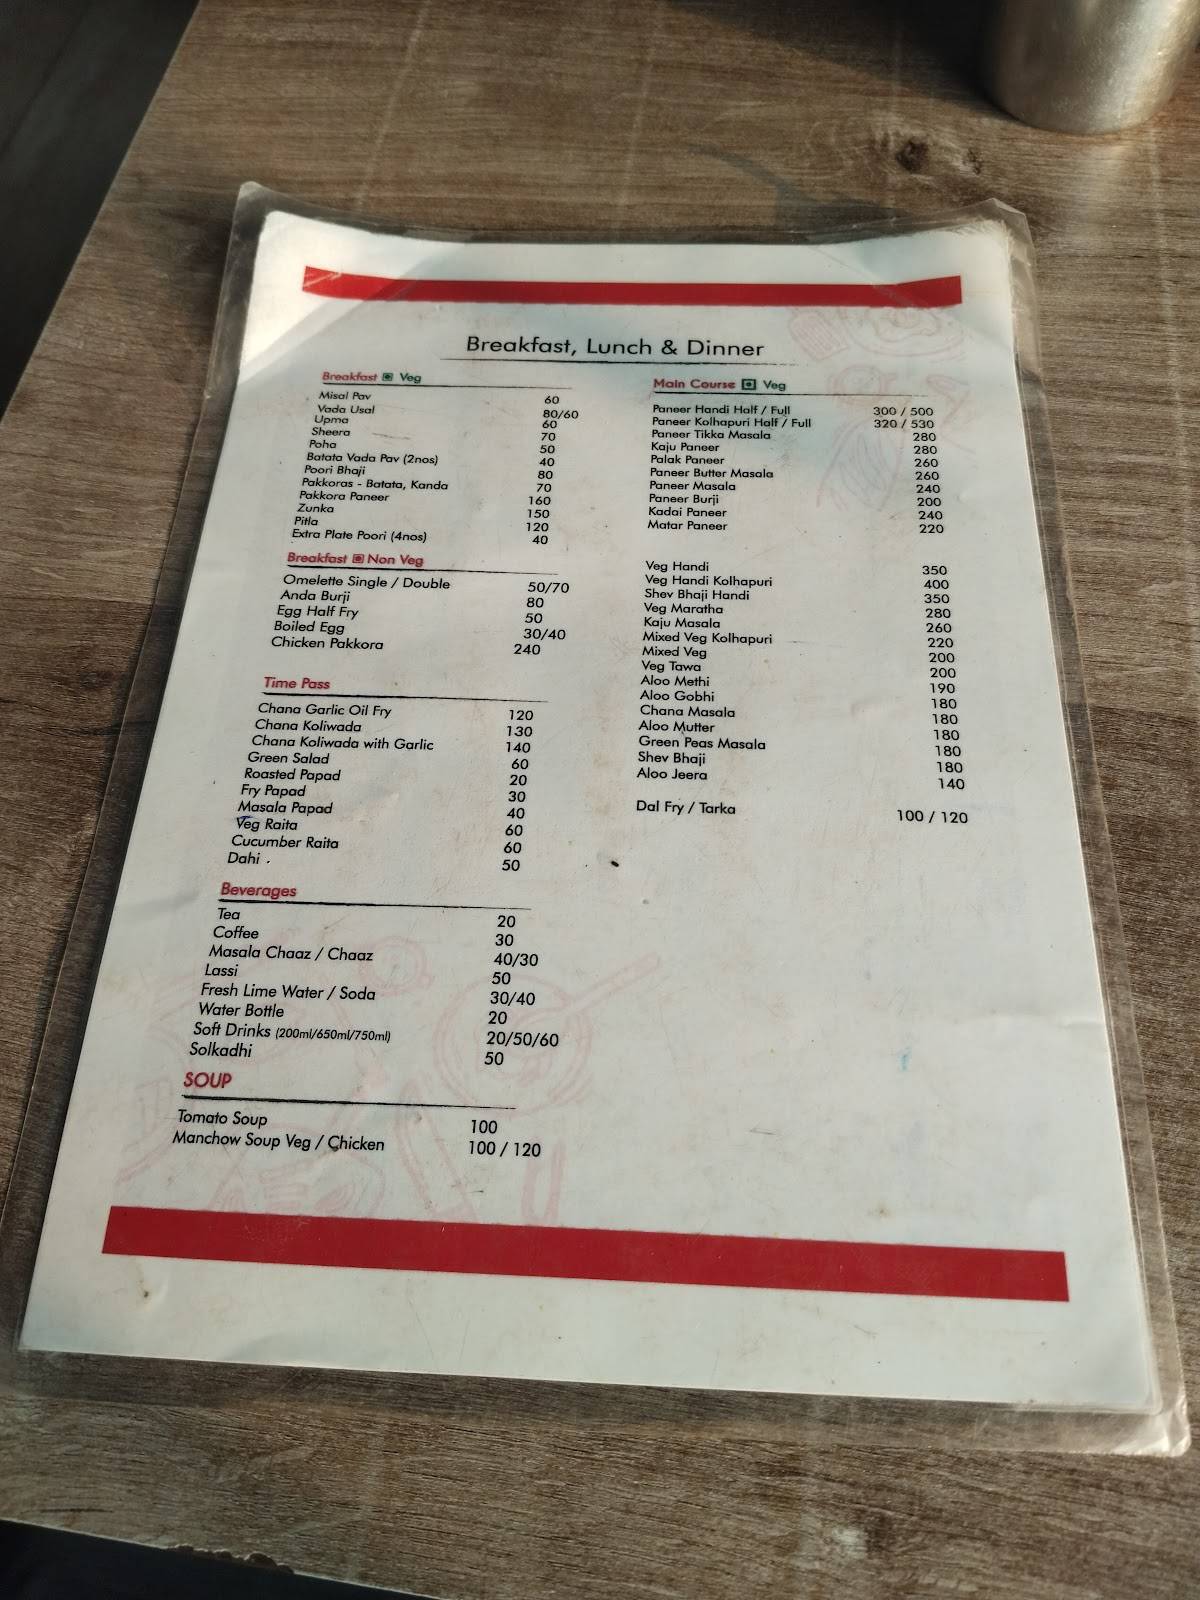 Breakfast, Lunch & Dinner
Breakfast Veg
Misal Pav 60
Vada Usal 80/60
Upma 60
Sheera 70
Poha 50
Batata Vada Pav (2nos) 40
Poori Bhaji 80
Pakkoras - Batata, Kanda 70
Pakkora Paneer 160
Zunka 150
Pitla 120
Extra Plate Poori (4nos) 40
Breakfast Non Veg
Omelette Single / Double 50/70
Anda Burji 80
Egg Half Fry 50
Boiled Egg 30/40
Chicken Pakkora 240
Time Pass
Chana Garlic Oil Fry 120
Chana Koliwada 130
Chana Koliwada with Garlic 140
Green Salad 60
Roasted Papad 20
Fry Papad 30
Masala Papad 40
Veg Raita 60
Cucumber Raita 60
Dahi 50
Beverages
Tea 20
Coffee 30
Masala Chaaz / Chaaz 40/30
Lassi 50
Fresh Lime Water / Soda 30/40
Water Bottle 20
Soft Drinks (200ml/650ml/750ml) 20/50/60
Solkadhi 50
SOUP
Tomato Soup 100
Manchow Soup Veg / Chicken 100 / 120
Main Course Veg
Paneer Handi Half / Full 300 / 500
Paneer Kolhapuri Half / Full 320 / 530
Paneer Tikka Masala 280
Kaju Paneer 280
Palak Paneer 260
Paneer Butter Masala 260
Paneer Masala 240
Paneer Burji 200
Kadai Paneer 240
Matar Paneer 220
Veg Handi 350
Veg Handi Kolhapuri 400
Shev Bhaji Handi 350
Veg Maratha 280
Kaju Masala 260
Mixed Veg Kolhapuri 220
Mixed Veg 200
Veg Tawa 200
Aloo Methi 190
Aloo Gobhi 180
Chana Masala 180
Aloo Mutter 180
Green Peas Masala 180
Shev Bhaji 180
Aloo Jeera 140
Dal Fry / Tarka 100 / 120